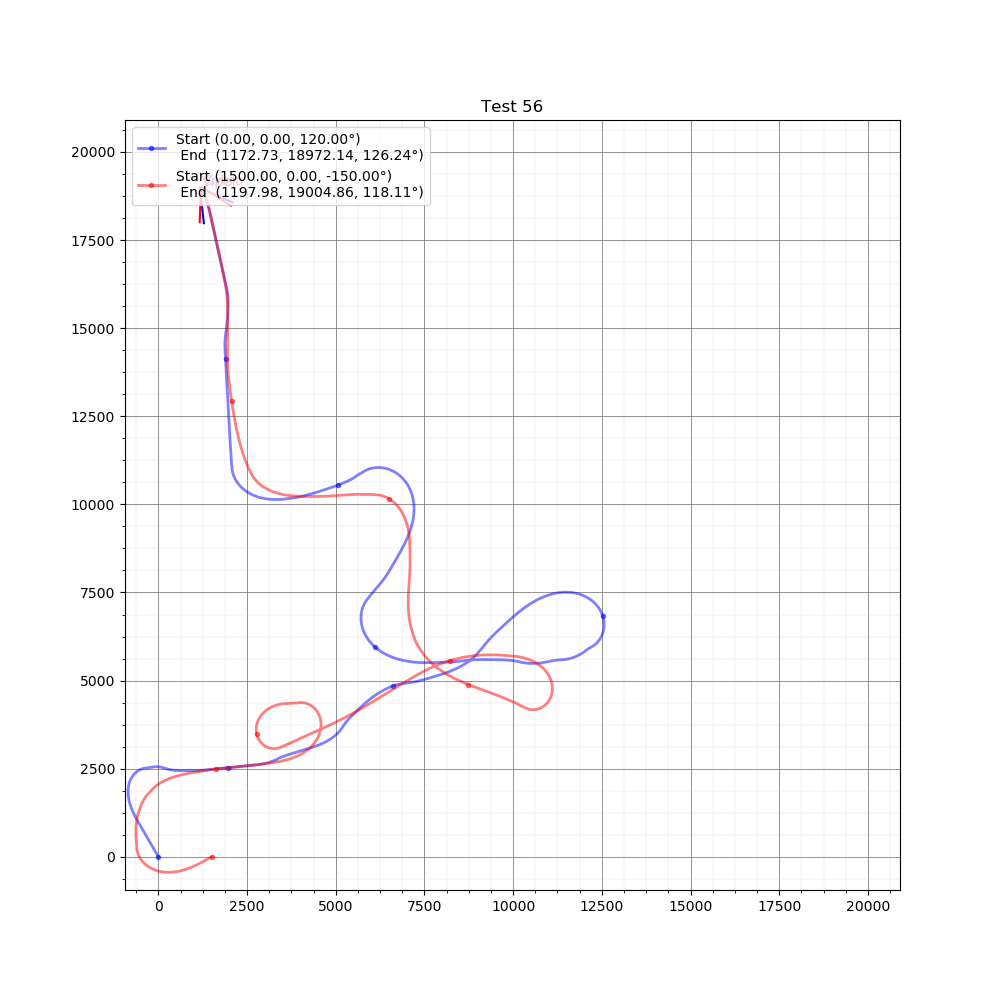 Test 56
Start (0.00, 0.00, 120.00°)
End (1172.73, 18972.14, 126.24°)
Start (1500.00, 0.00, -150.00°)
End (1197.98, 19004.86, 118.11°)
20000
17500
15000
12500
10000
7500
5000
2500
0
0 2500 5000 7500 10000 12500 15000 17500 20000